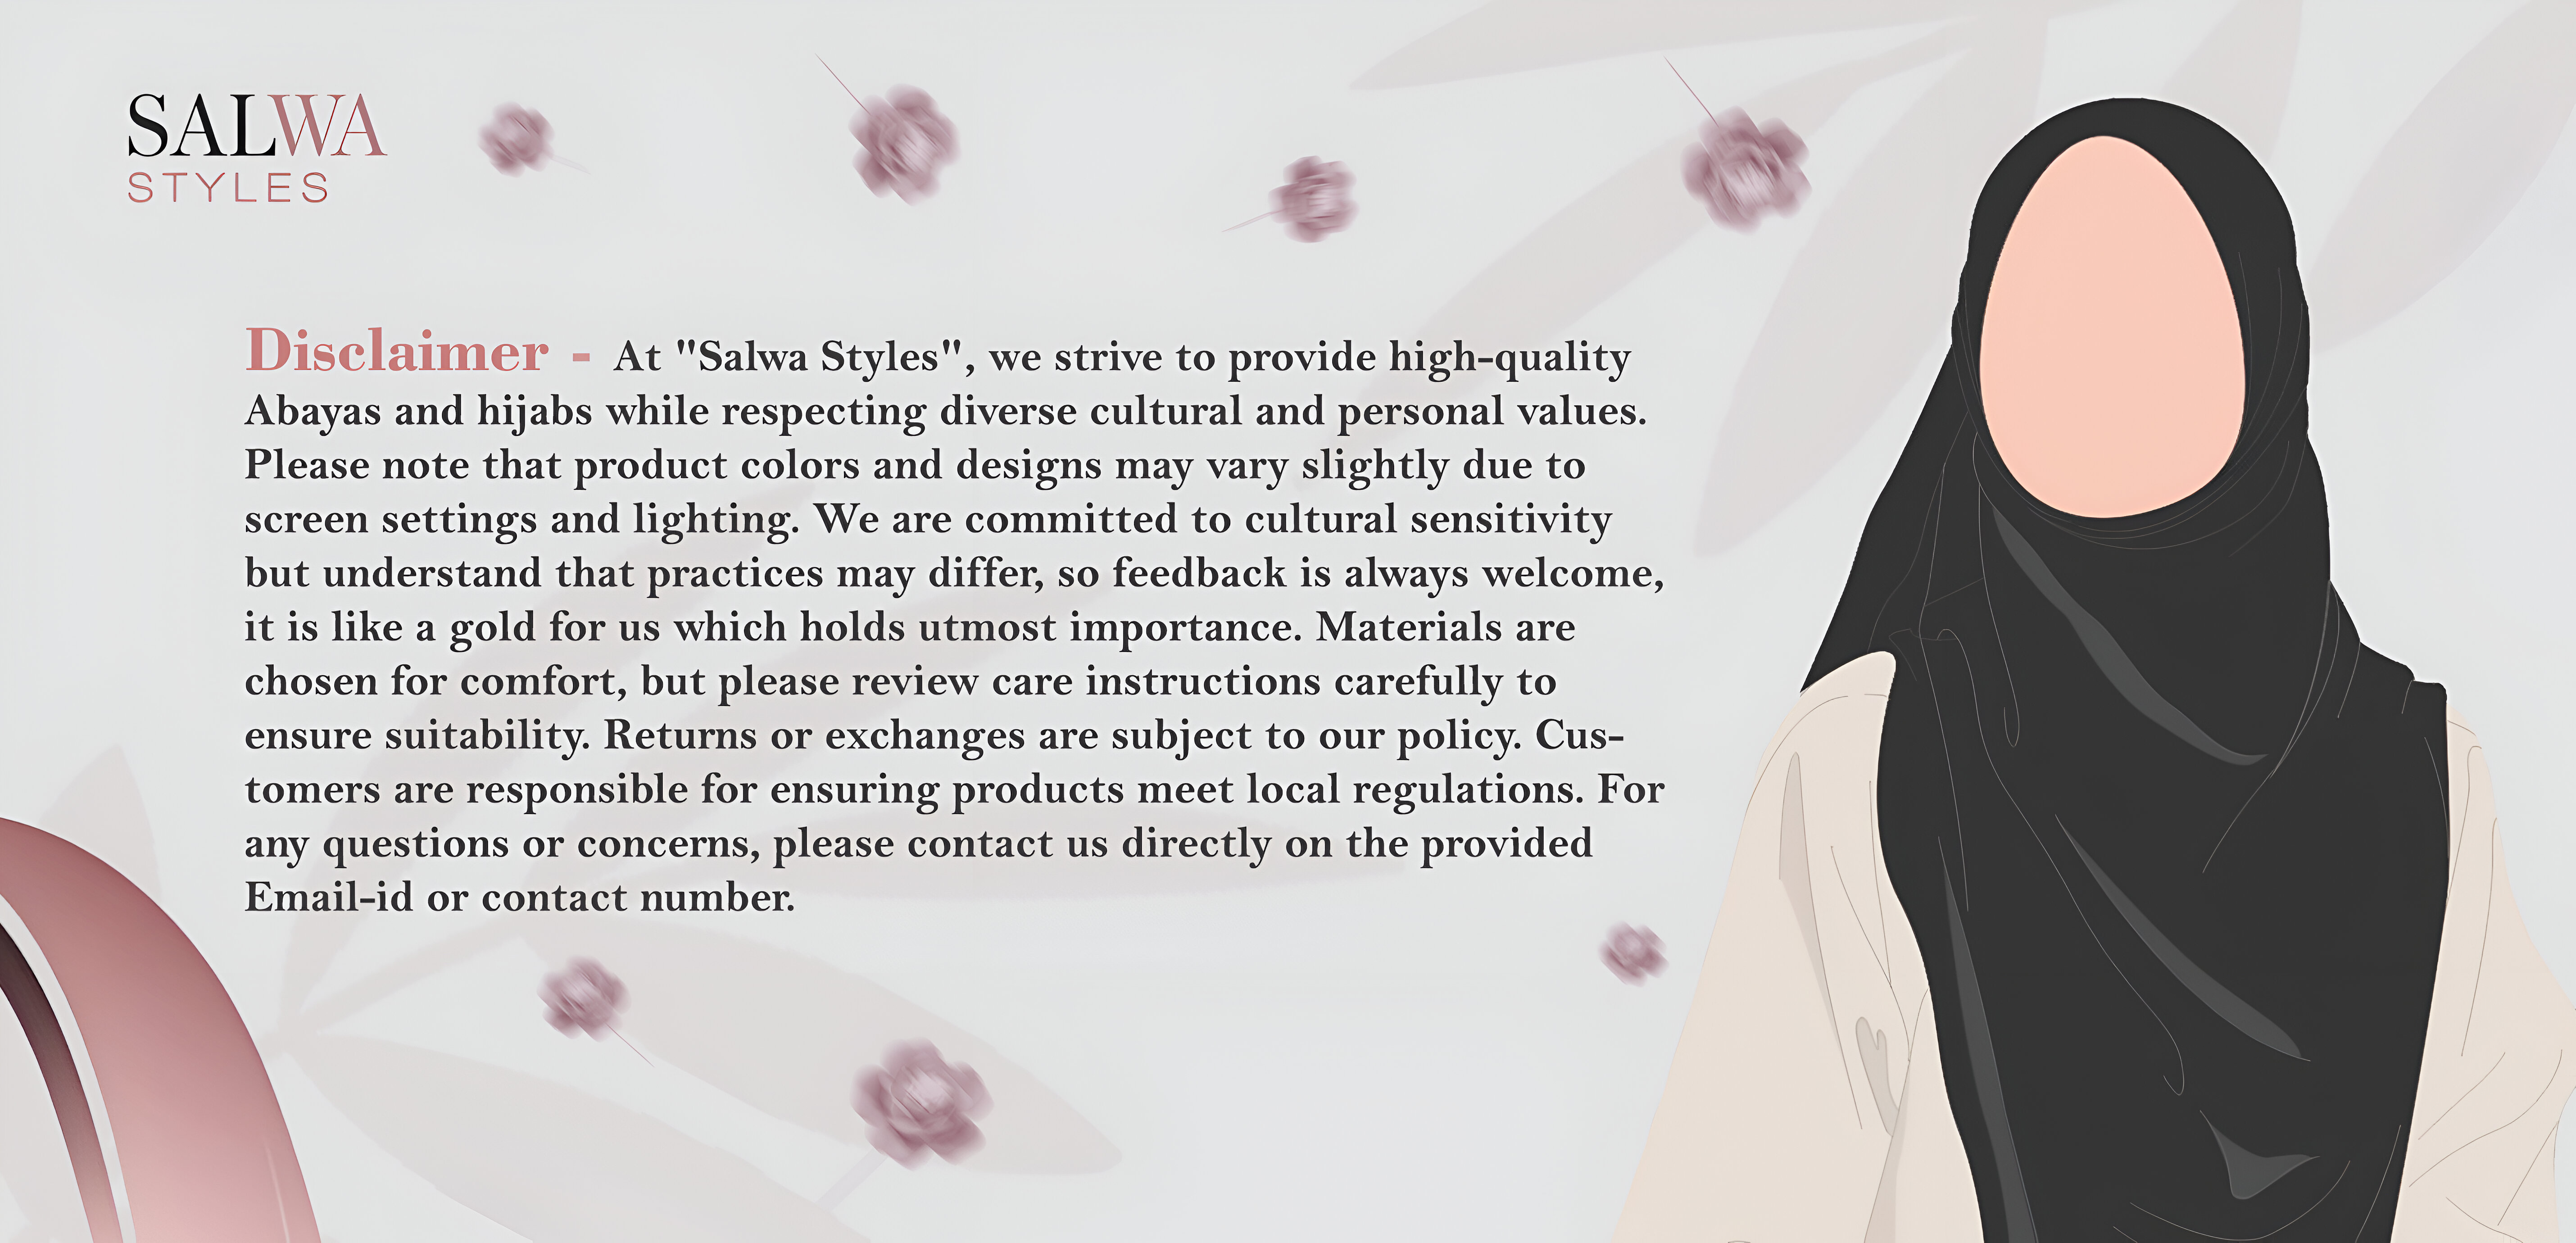 SALWA
STYLES
Disclaimer - At "Salwa Styles", we strive to provide high-quality
Abayas and hijabs while respecting diverse cultural and personal values.
Please note that product colors and designs may vary slightly due to
screen settings and lighting. We are committed to cultural sensitivity
but understand that practices may differ, so feedback is always welcome,
it is like a gold for us which holds utmost importance. Materials are
chosen for comfort, but please review care instructions carefully to
ensure suitability. Returns or exchanges are subject to our policy. Cus-
tomers are responsible for ensuring products meet local regulations. For
any questions or concerns, please contact us directly on the provided
Email-id or contact number.